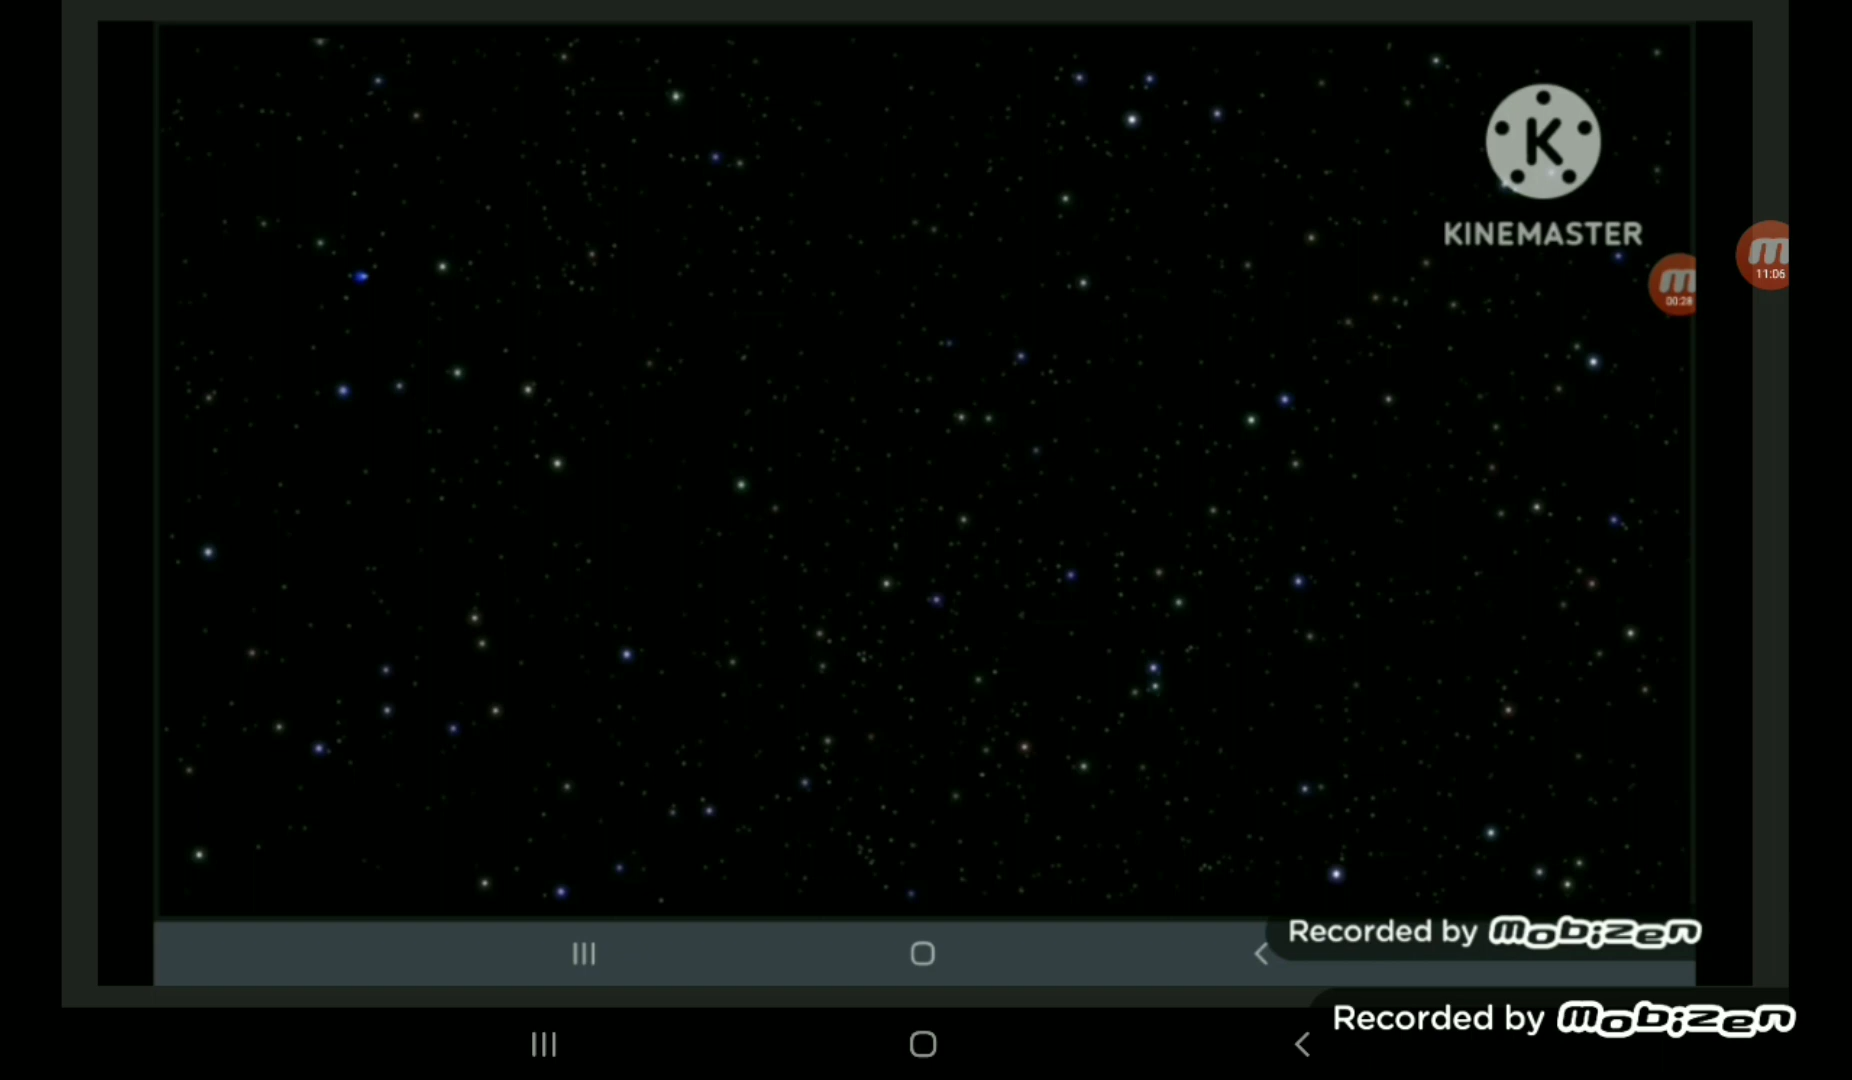 K
KINEMASTER
m
11:06
m
00:28
Recorded by mobizen
Recorded by mobizen